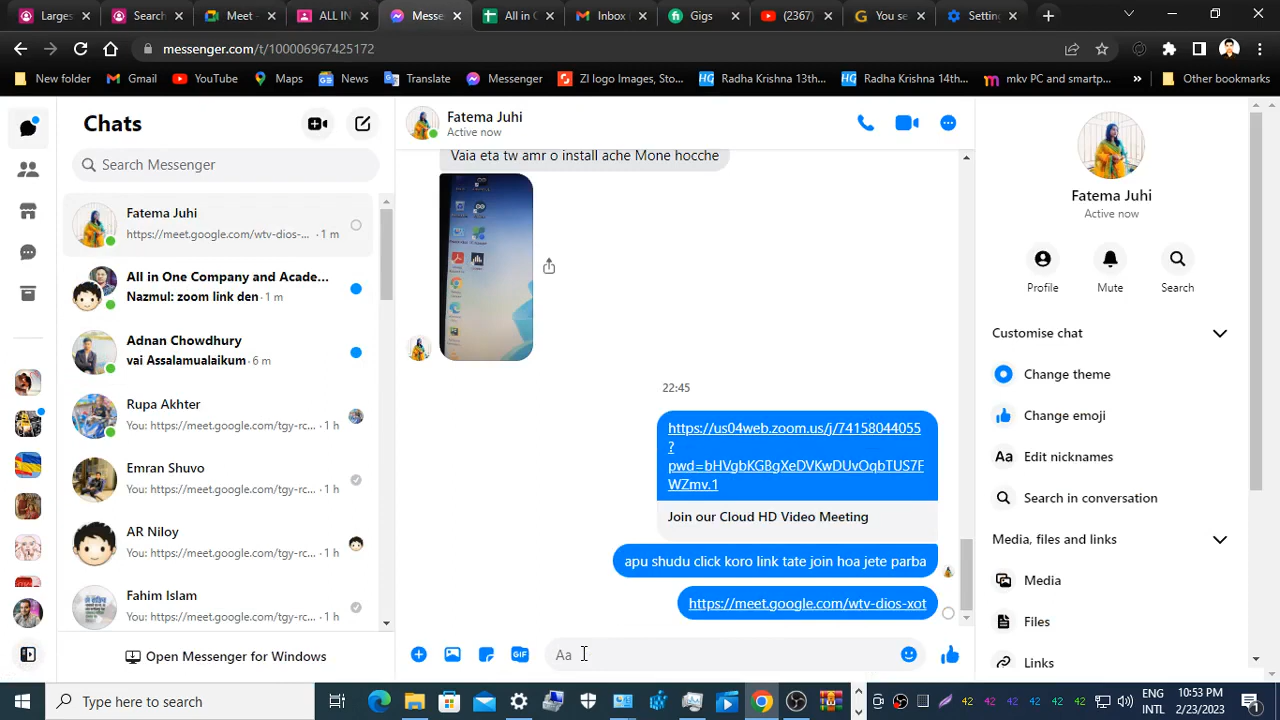 Larges
Searc
Meet -
ALL IN
Messe
All in C
Inbox (
Gigs
(2367)
You se
Settin
messenger.com/t/100006967425172
New folder
Gmail
YouTube
Maps
News
Translate
Messenger
ZI logo Images, Sto...
Radha Krishna 13th...
Radha Krishna 14th...
mkv PC and smartp...
»
Other bookmarks
Chats
Search Messenger
Fatema Juhi
https://meet.google.com/wtv-dios-... · 1 m
All in One Company and Acade...
Nazmul: zoom link den · 1 m
Adnan Chowdhury
vai Assalamualaikum · 6 m
Rupa Akhter
You: https://meet.google.com/tgy-rc... · 1 h
Emran Shuvo
You: https://meet.google.com/tgy-rc... · 1 h
AR Niloy
You: https://meet.google.com/tgy-rc... · 1 h
Fahim Islam
You: https://meet.google.com/tgy-rc... · 1 h
Open Messenger for Windows
Fatema Juhi
Active now
Vaia eta tw amr o install ache Mone hocche
22:45
https://us04web.zoom.us/j/74158044055
?
pwd=bHVgbKGBgXeDVKwDUvOqbTUS7F
WZmv.1
Join our Cloud HD Video Meeting
apu shudu click koro link tate join hoa jete parba
https://meet.google.com/wtv-dios-xot
GIF
Aa
Fatema Juhi
Active now
Profile
Mute
Search
Customise chat
Change theme
Change emoji
Aa Edit nicknames
Search in conversation
Media, files and links
Media
Files
Links
Type here to search
42
42
42
42
42
ENG
INTL
10:53 PM
2/23/2023
1